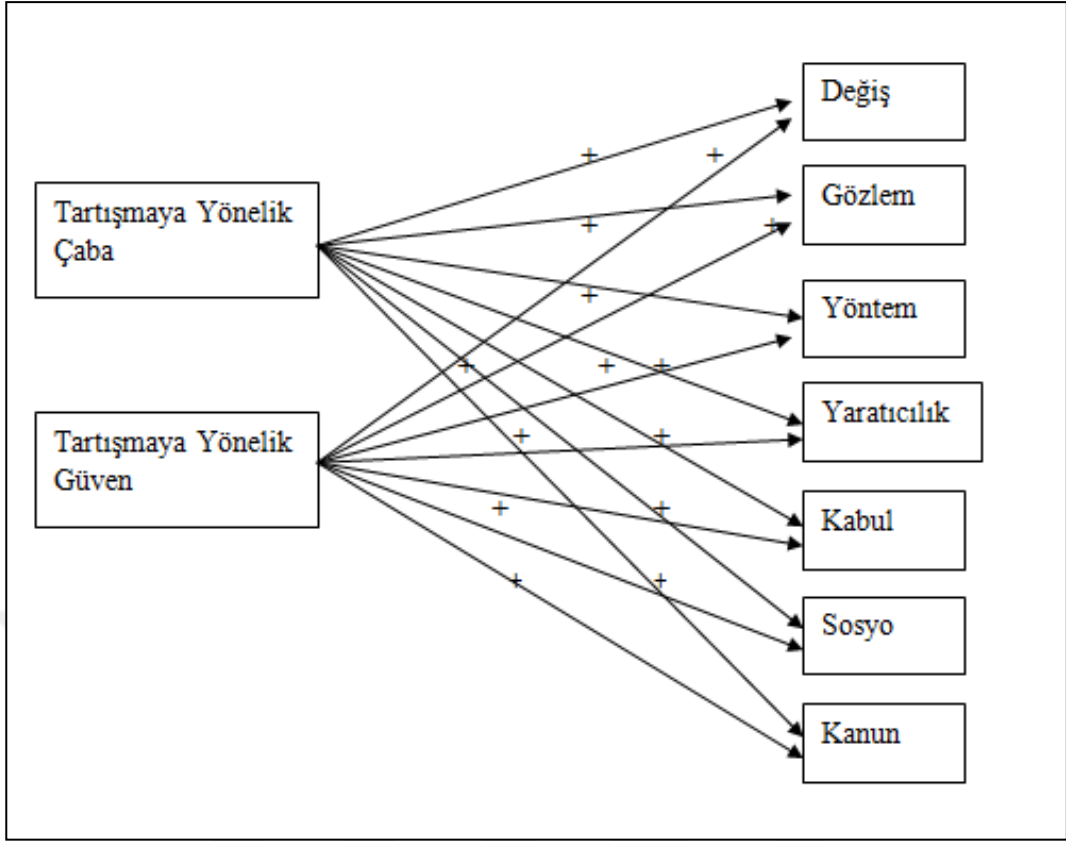 Değiş
+ +
Tartışmaya Yönelik
Çaba
Gözlem
+ +
+
Yöntem
+ + +
Tartışmaya Yönelik
Güven
Yaratıcılık
+ +
+ +
Kabul
+ +
Sosyo
Kanun